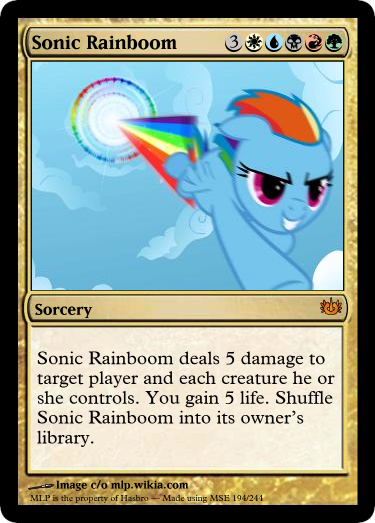 Sonic Rainboom 3
Sorcery
Sonic Rainboom deals 5 damage to
target player and each creature he or
she controls. You gain 5 life. Shuffle
Sonic Rainboom into its owner's
library.
Image c/o mlp.wikia.com
MLP is the property of Hasbro — Made using MSE 194/244